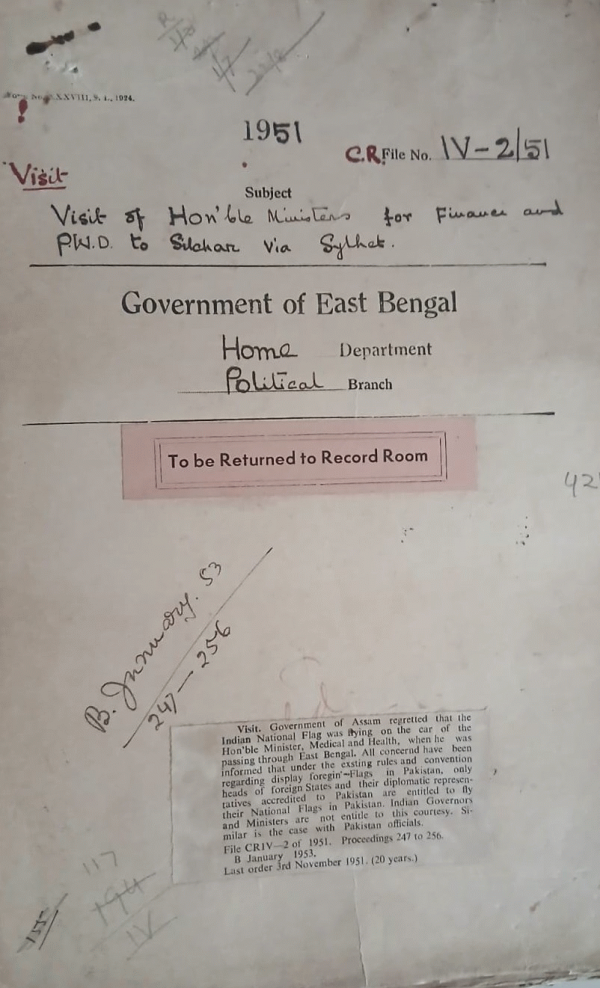 XXVIII, S. 1., 1924.
1951
C.R. File No. IV-2/51
Visit
Subject
Visit of Hon'ble Ministers for Finance and
P.W.D. to Silchar via Sylhet.
Government of East Bengal
Home Department
Political Branch
To be Returned to Record Room
42
B. January. 53
247 — 256
Visit. Government of Assam regretted that the
Indian National Flag was flying on the car of the
Hon'ble Minister, Medical and Health, when he was
passing through East Bengal. All concernd have been
informed that under the exsting rules and convention
regarding display foregin'-Flags in Pakistan, only
heads of foreign States and their diplomatic represen-
tatives accredited to Pakistan are entitled to fly
their National Flags in Pakistan. Indian Governors
and Ministers are not entitle to this courtesy. Si-
milar is the case with Pakistan officials.
File CRIV—2 of 1951. Proceedings 247 to 256.
B January 1953.
Last order 3rd November 1951. (20 years.)
117
194
IV